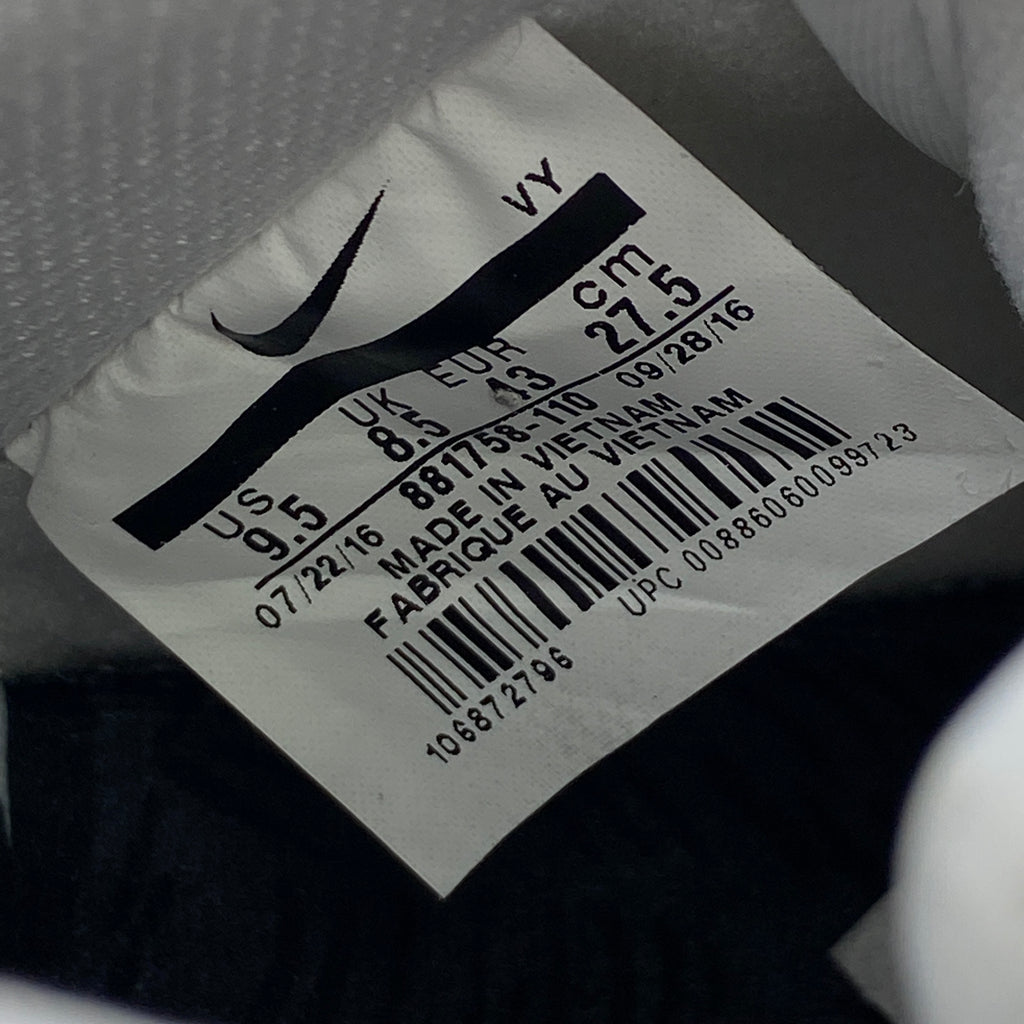 VY
US UK EUR cm
9.5 8.5 43 27.5
07/22/16 881758-110 09/28/16
MADE IN VIETNAM
FABRIQUE AU VIETNAM
106872796 UPC 00886060099723